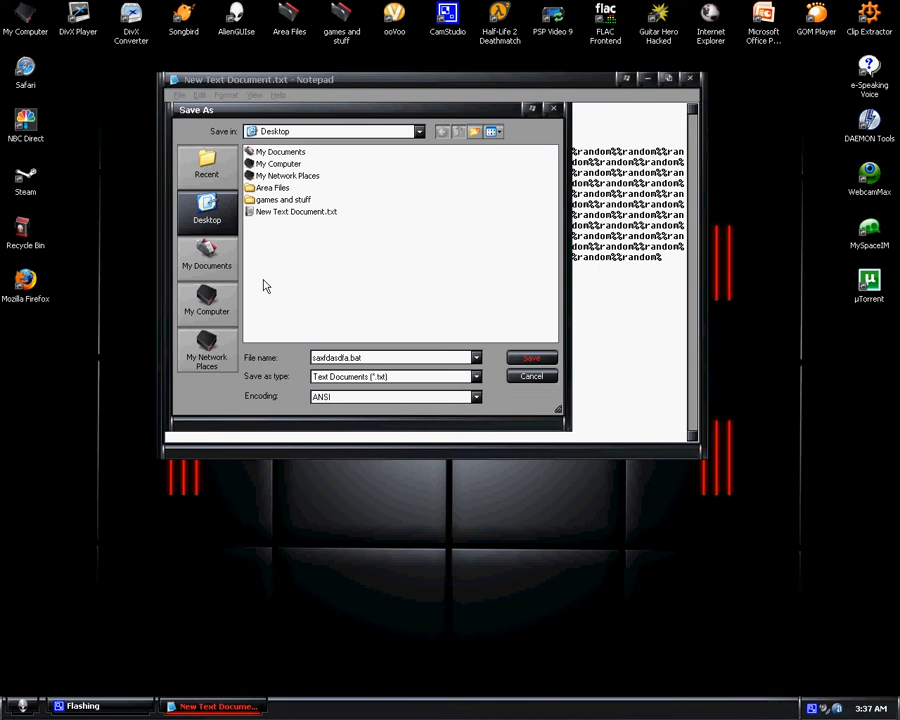 My Computer
DivX Player
DivX Converter
Songbird
AlienGUIse
Area Files
games and stuff
ooVoo
CamStudio
Half-Life 2 Deathmatch
PSP Video 9
flac
FLAC Frontend
Guitar Hero Hacked
Internet Explorer
Microsoft Office P...
GOM Player
Clip Extractor
Safari
NBC Direct
Steam
Recycle Bin
Mozilla Firefox
e-Speaking Voice
DAEMON Tools
WebcamMax
MySpaceIM
µTorrent
New Text Document.txt - Notepad
File Edit Format View Help
Save As
Save in: Desktop
Recent
Desktop
My Documents
My Computer
My Network Places
My Documents
My Computer
My Network Places
Area Files
games and stuff
New Text Document.txt
File name: saxfdasdfa.bat
Save
Save as type: Text Documents (*.txt)
Cancel
Encoding: ANSI
%random%%random%%ran
dom%%random%%random%
%random%%random%%ran
dom%%random%%random%
%random%%random%%ran
dom%%random%%random%
%random%%random%%ran
dom%%random%%random%
%random%%random%%ran
dom%%random%%random%
%random%%random%
Flashing
New Text Docume...
3:37 AM